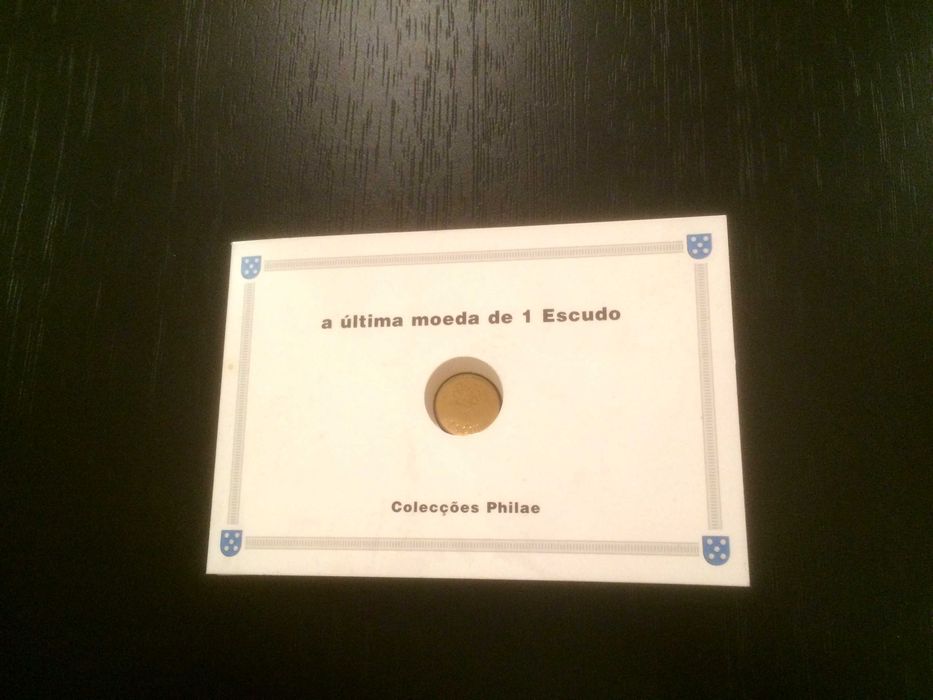 a última moeda de 1 Escudo
Colecções Philae